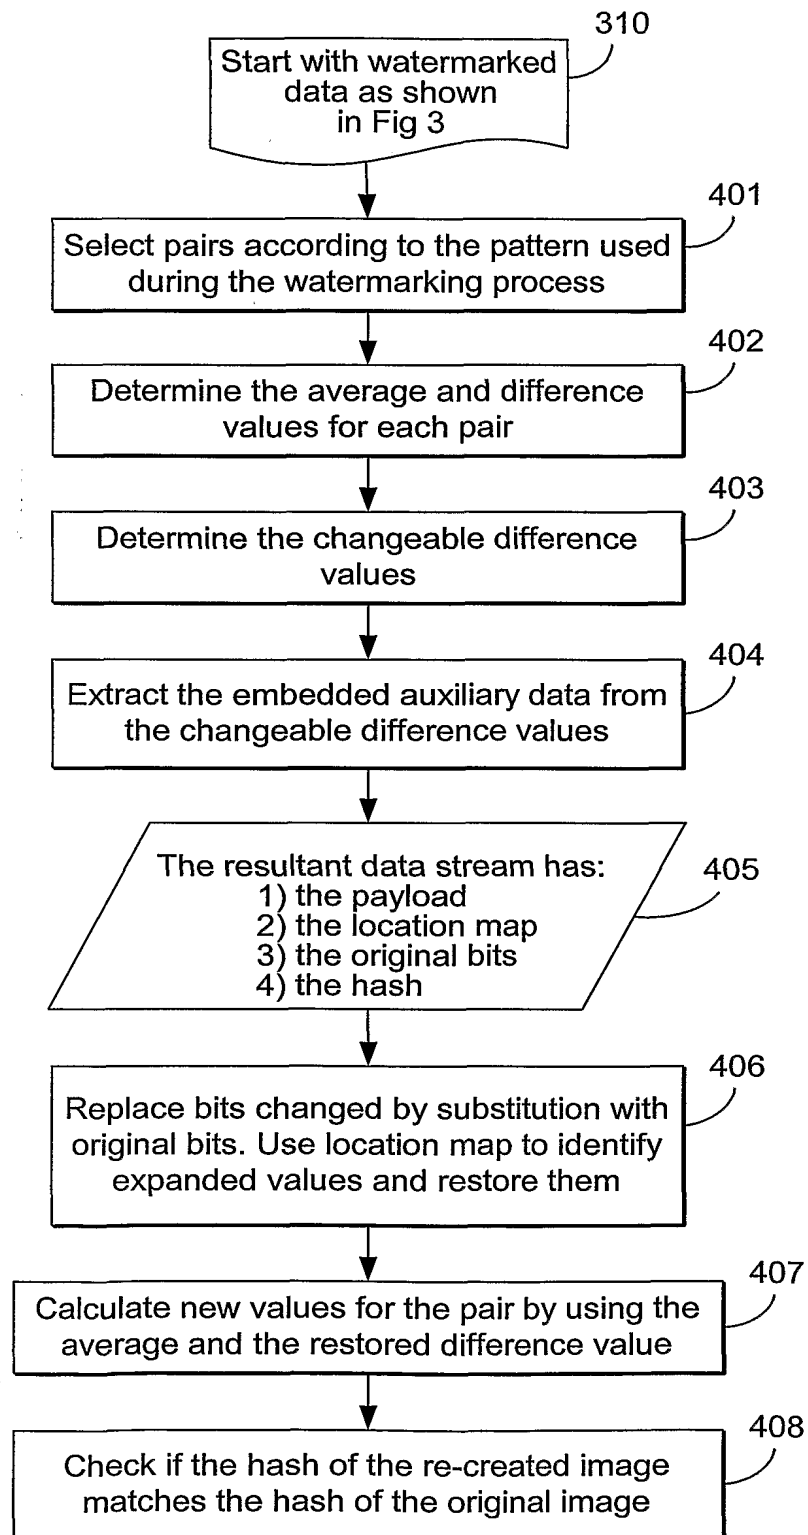 310
Start with watermarked
data as shown
in Fig 3
401
Select pairs according to the pattern used
during the watermarking process
402
Determine the average and difference
values for each pair
403
Determine the changeable difference
values
404
Extract the embedded auxiliary data from
the changeable difference values
405
The resultant data stream has:
1) the payload
2) the location map
3) the original bits
4) the hash
406
Replace bits changed by substitution with
original bits. Use location map to identify
expanded values and restore them
407
Calculate new values for the pair by using the
average and the restored difference value
408
Check if the hash of the re-created image
matches the hash of the original image